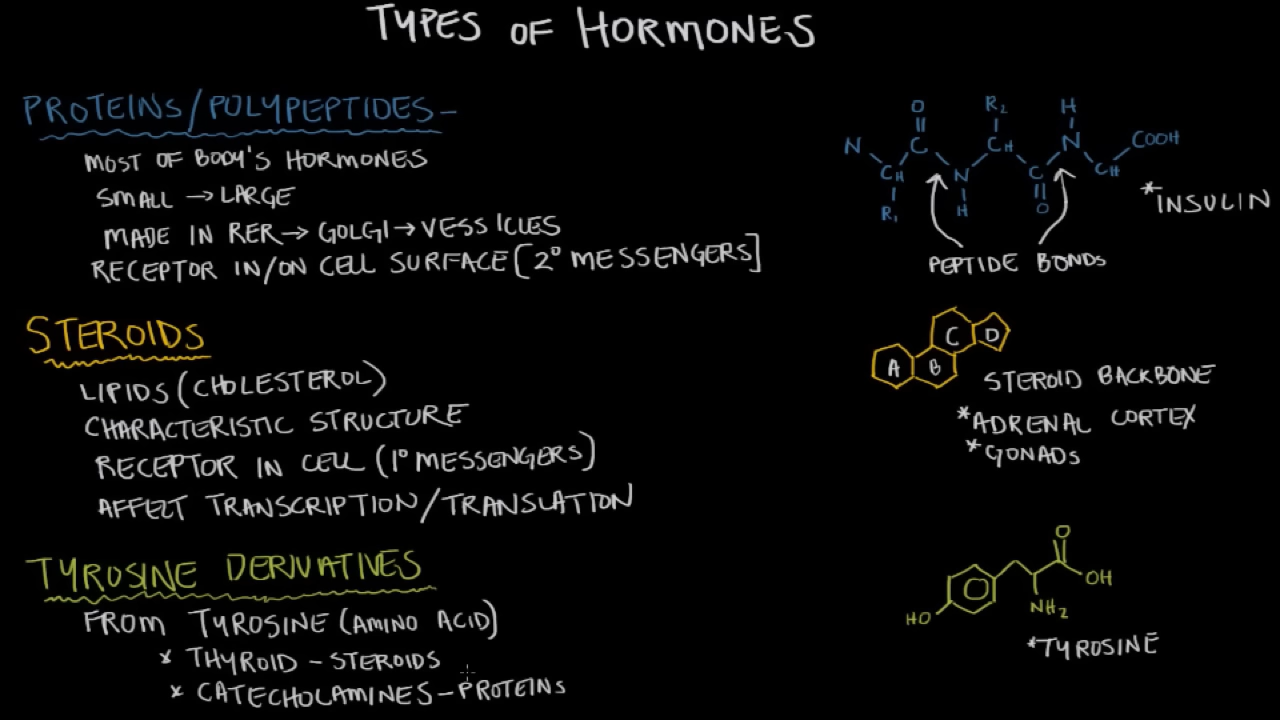 TYPES OF HORMONES
PROTEINS/POLYPEPTIDES-
MOST OF BODY'S HORMONES
SMALL → LARGE
MADE IN RER → GOLGI → VESSICLES
RECEPTOR IN/ON CELL SURFACE [2° MESSENGERS]
O R2 H
N C CH N COOH
CH N C CH
R1 H O
*INSULIN
PEPTIDE BONDS
STEROIDS
LIPIDS (CHOLESTEROL)
CHARACTERISTIC STRUCTURE
RECEPTOR IN CELL (1° MESSENGERS)
AFFECT TRANSCRIPTION/TRANSLATION
C D
A B
STEROID BACKBONE
*ADRENAL CORTEX
*GONADS
TYROSINE DERIVATIVES
FROM TYROSINE (AMINO ACID)
* THYROID - STEROIDS
* CATECHOLAMINES - PROTEINS
O
OH
HO NH2
*TYROSINE